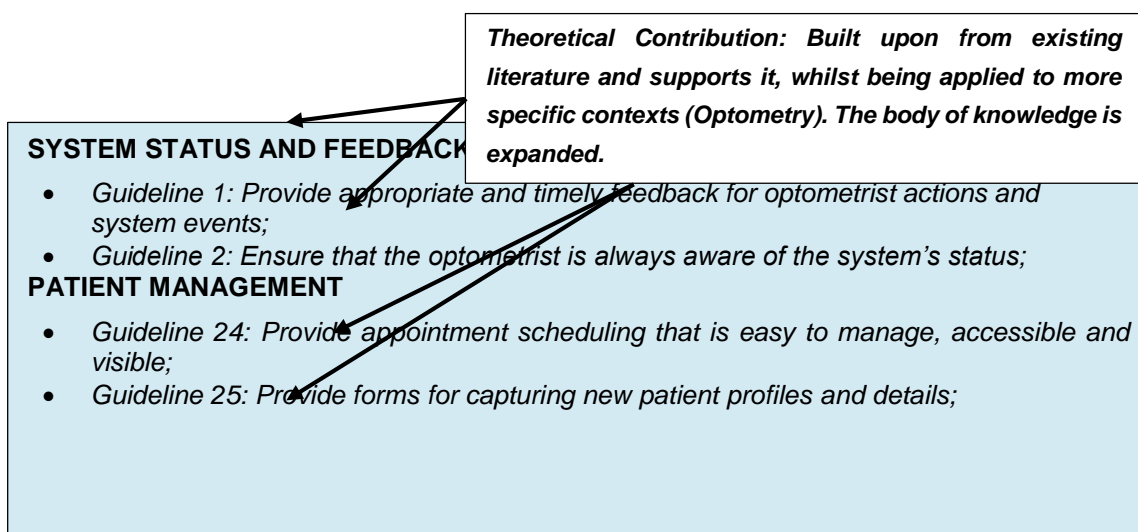 Theoretical Contribution: Built upon from existing
literature and supports it, whilst being applied to more
specific contexts (Optometry). The body of knowledge is
expanded.
SYSTEM STATUS AND FEEDBACK
• Guideline 1: Provide appropriate and timely feedback for optometrist actions and
system events;
• Guideline 2: Ensure that the optometrist is always aware of the system’s status;
PATIENT MANAGEMENT
• Guideline 24: Provide appointment scheduling that is easy to manage, accessible and
visible;
• Guideline 25: Provide forms for capturing new patient profiles and details;